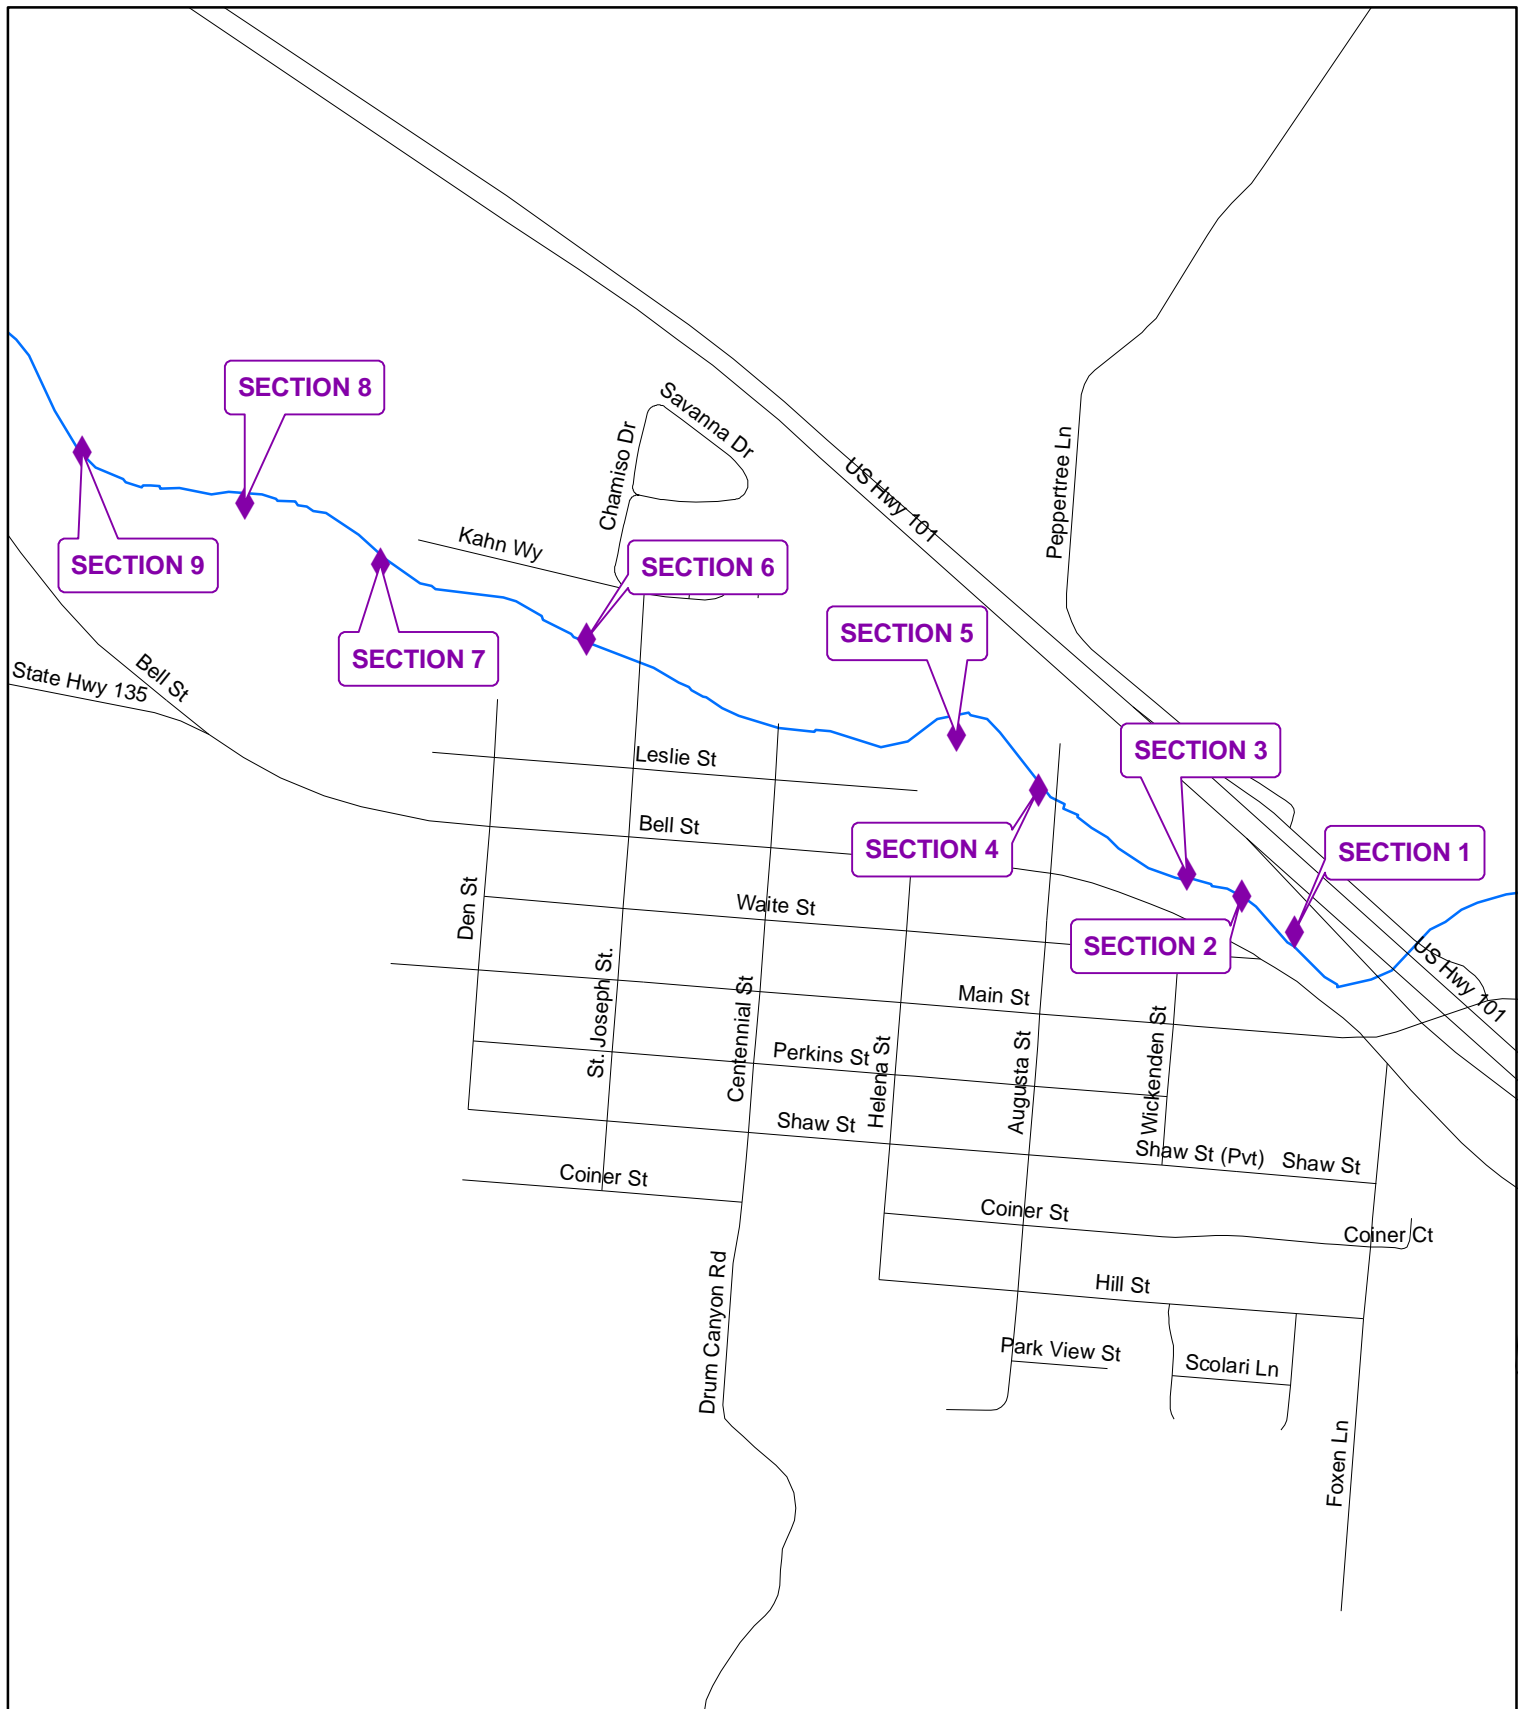 SECTION 8
Savanna Dr
Chamiso Dr
US Hwy 101
Peppertree Ln
Kahn Wy
SECTION 9
SECTION 6
SECTION 5
SECTION 7
State Hwy 135
Bell St
SECTION 3
Leslie St
Bell St
SECTION 4
SECTION 1
Den St
Waite St
SECTION 2
US Hwy 101
St. Joseph St.
Centennial St
Main St
Helena St
Augusta St
Wickenden St
Perkins St
Shaw St
Shaw St (Pvt)
Shaw St
Coiner St
Coiner St
Coiner Ct
Drum Canyon Rd
Hill St
Park View St
Scolari Ln
Foxen Ln